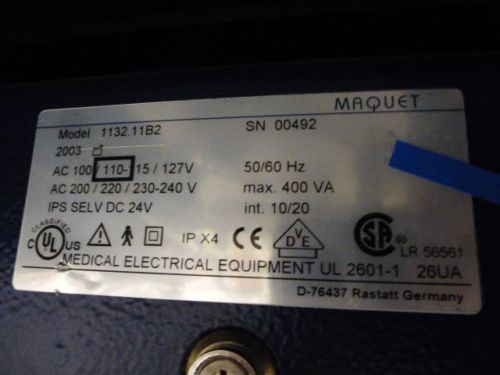 MAQUET
Model 1132.11B2 SN 00492
2003
AC 100 / 110- 15 / 127V 50/60 Hz
AC 200 / 220 / 230-240 V max. 400 VA
IPS SELV DC 24V int. 10/20
CLASSIFIED
C UL US IP X4 CE VDE SA ® LR 56561
MEDICAL ELECTRICAL EQUIPMENT UL 2601-1 26UA
D-76437 Rastatt Germany